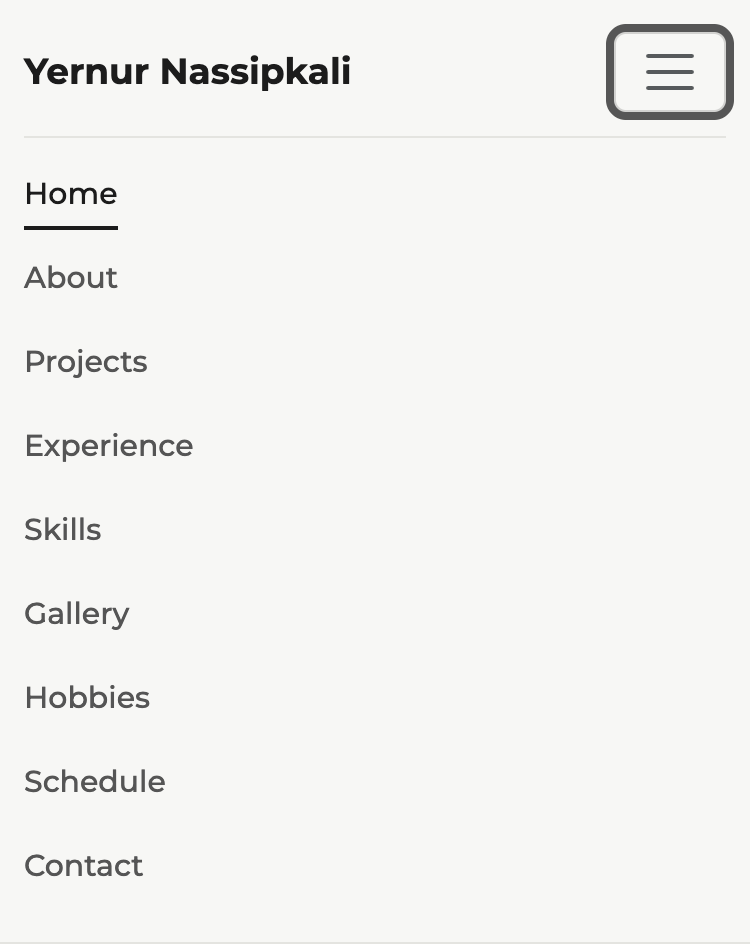 Yernur Nassipkali
Home
About
Projects
Experience
Skills
Gallery
Hobbies
Schedule
Contact